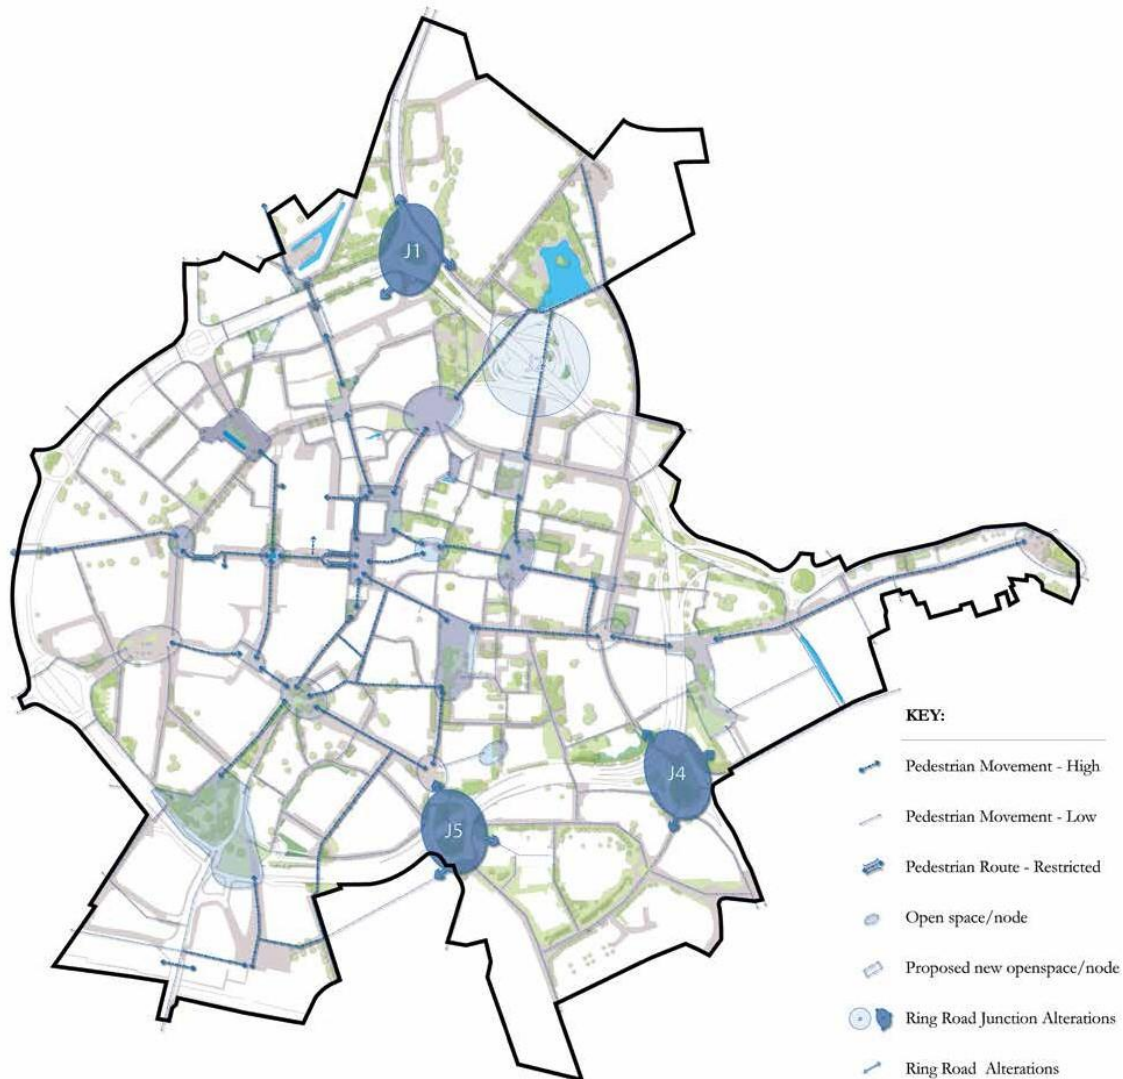 J1
J4
J5
KEY:
Pedestrian Movement - High
Pedestrian Movement - Low
Pedestrian Route - Restricted
Open space/node
Proposed new openspace/node
Ring Road Junction Alterations
Ring Road Alterations